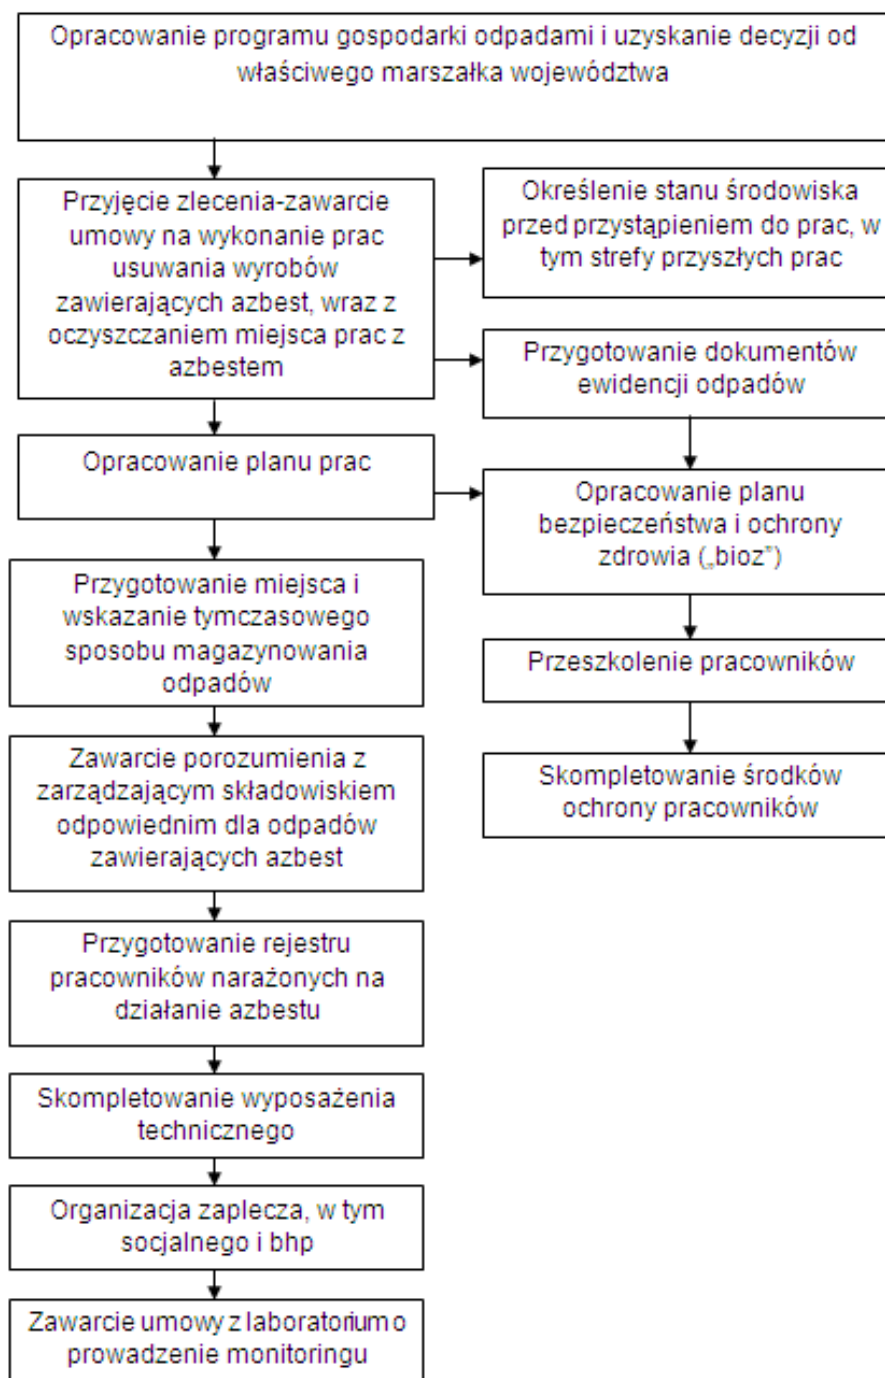 Opracowanie programu gospodarki odpadami i uzyskanie decyzji od
właściwego marszałka województwa
Przyjęcie zlecenia-zawarcie
umowy na wykonanie prac
usuwania wyrobów
zawierających azbest, wraz z
oczyszczaniem miejsca prac z
azbestem
Określenie stanu środowiska
przed przystąpieniem do prac, w
tym strefy przyszłych prac
Przygotowanie dokumentów
ewidencji odpadów
Opracowanie planu prac
Opracowanie planu
bezpieczeństwa i ochrony
zdrowia („bioz”)
Przygotowanie miejsca i
wskazanie tymczasowego
sposobu magazynowania
odpadów
Przeszkolenie pracowników
Zawarcie porozumienia z
zarządzającym składowiskiem
odpowiednim dla odpadów
zawierających azbest
Skompletowanie środków
ochrony pracowników
Przygotowanie rejestru
pracowników narażonych na
działanie azbestu
Skompletowanie wyposażenia
technicznego
Organizacja zaplecza, w tym
socjalnego i bhp
Zawarcie umowy z laboratorium o
prowadzenie monitoringu